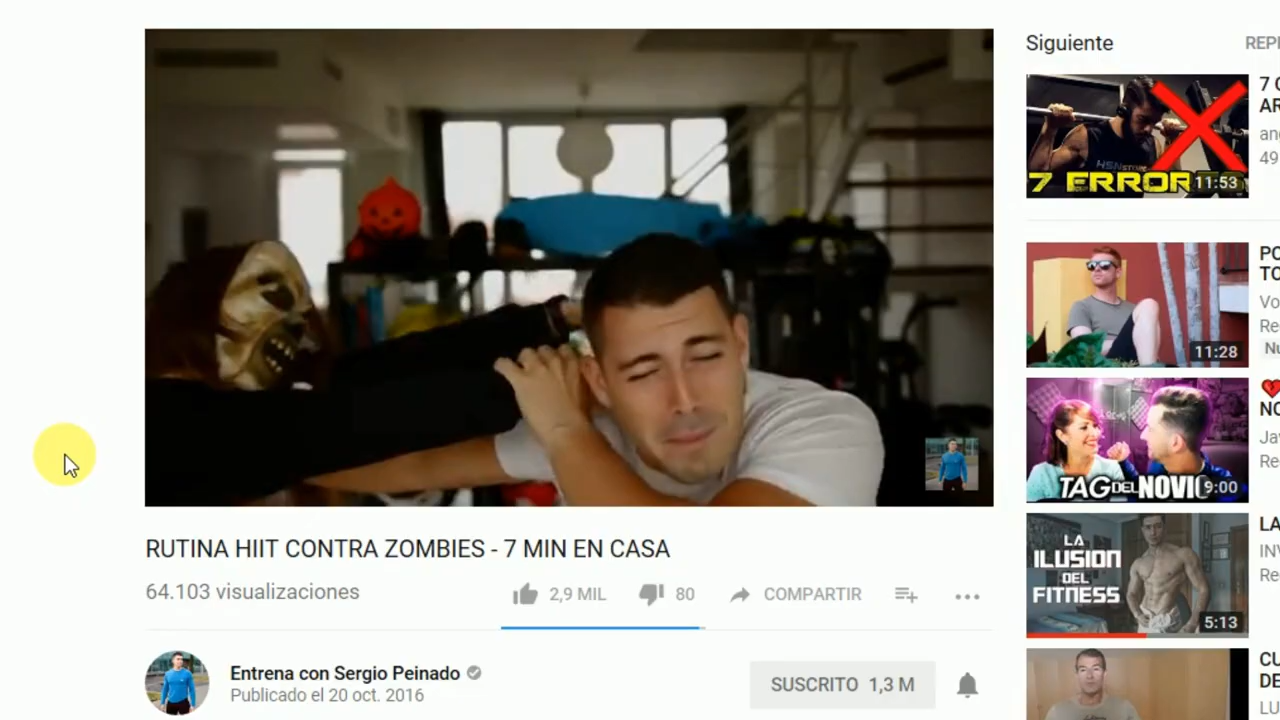 Siguiente
7 ERROR
11:53
11:28
TAG DEL NOVIO
9:00
LA
ILUSION
DEL
FITNESS
5:13
RUTINA HIIT CONTRA ZOMBIES - 7 MIN EN CASA
64.103 visualizaciones
2,9 MIL
80
COMPARTIR
Entrena con Sergio Peinado
Publicado el 20 oct. 2016
SUSCRITO 1,3 M